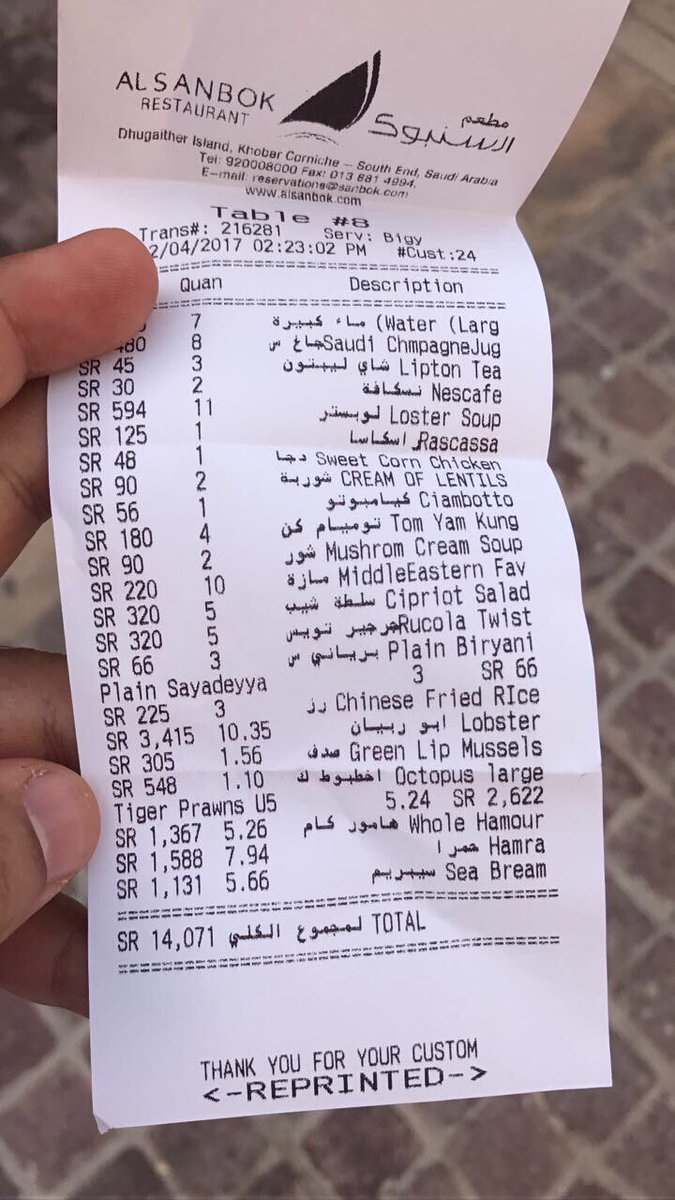 ALSANBOK
RESTAURANT
مطعم
السنبوك
Dhugaither Island, Khobar Corniche – South End, Saudi Arabia
Tel: 920008000 Fax: 013 881 4994,
E-mail: reservations@sanbok.com
www.alsanbok.com
Table #8
Trans#: 216281 Serv: Bigy
2/04/2017 02:23:02 PM #Cust:24
Quan Description
7 ماء كبيرة (Water (Larg
480 8 جاغ س Saudi ChmpagneJug
SR 45 3 شاي ليبتون Lipton Tea
SR 30 2 نسكافة Nescafe
SR 594 11 لوبستر Loster Soup
SR 125 1 اسكاسا Rascassa
SR 48 1 دجا Sweet Corn Chicken
SR 90 2 شوربة CREAM OF LENTILS
SR 56 1 كيامبوتو Ciambotto
SR 180 4 توميام كن Tom Yam Kung
SR 90 2 شور Mushrom Cream Soup
SR 220 10 مازة MiddleEastern Fav
SR 320 5 سلطة شيب Cipriot Salad
SR 320 5 جرجير تويس Rucola Twist
SR 66 3 برياني س Plain Biryani
Plain Sayadeyya 3 SR 66
SR 225 3 رز Chinese Fried RIce
SR 3,415 10.35 ابو ربيان Lobster
SR 305 1.56 صدف Green Lip Mussels
SR 548 1.10 اخطبوط ك Octopus large
Tiger Prawns U5 5.24 SR 2,622
SR 1,367 5.26 هامور كام Whole Hamour
SR 1,588 7.94 حمرا Hamra
SR 1,131 5.66 سيبريم Sea Bream
SR 14,071 لمجموع الكلي TOTAL
THANK YOU FOR YOUR CUSTOM
<-REPRINTED->